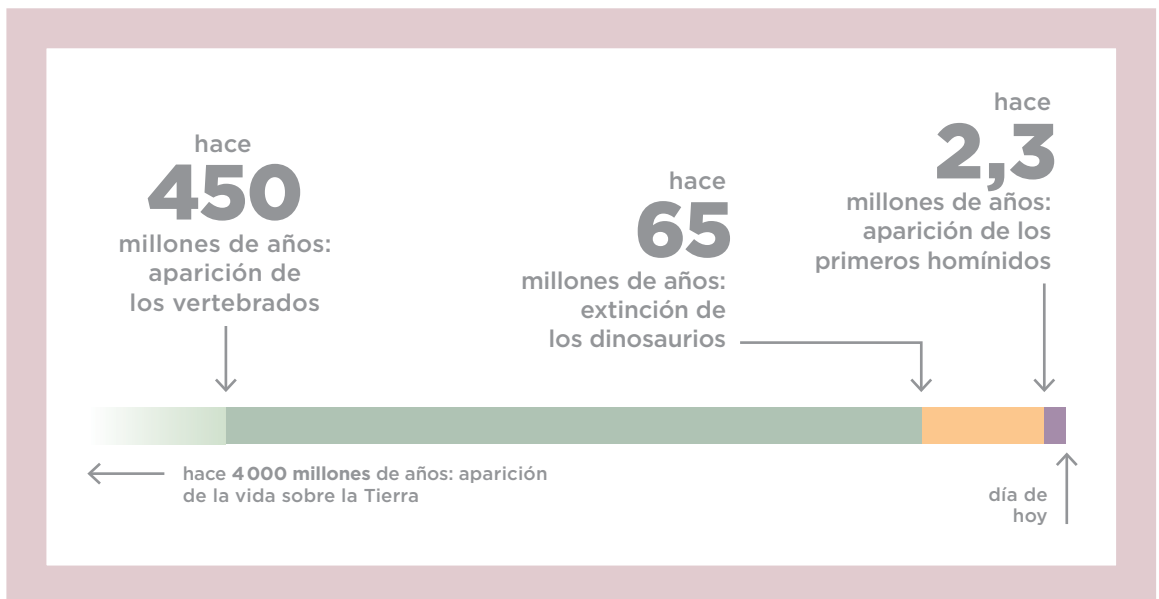 hace
450
millones de años:
aparición de
los vertebrados
hace
65
millones de años:
extinción de
los dinosaurios
hace
2,3
millones de años:
aparición de los
primeros homínidos
hace 4 000 millones de años: aparición
de la vida sobre la Tierra
día de
hoy